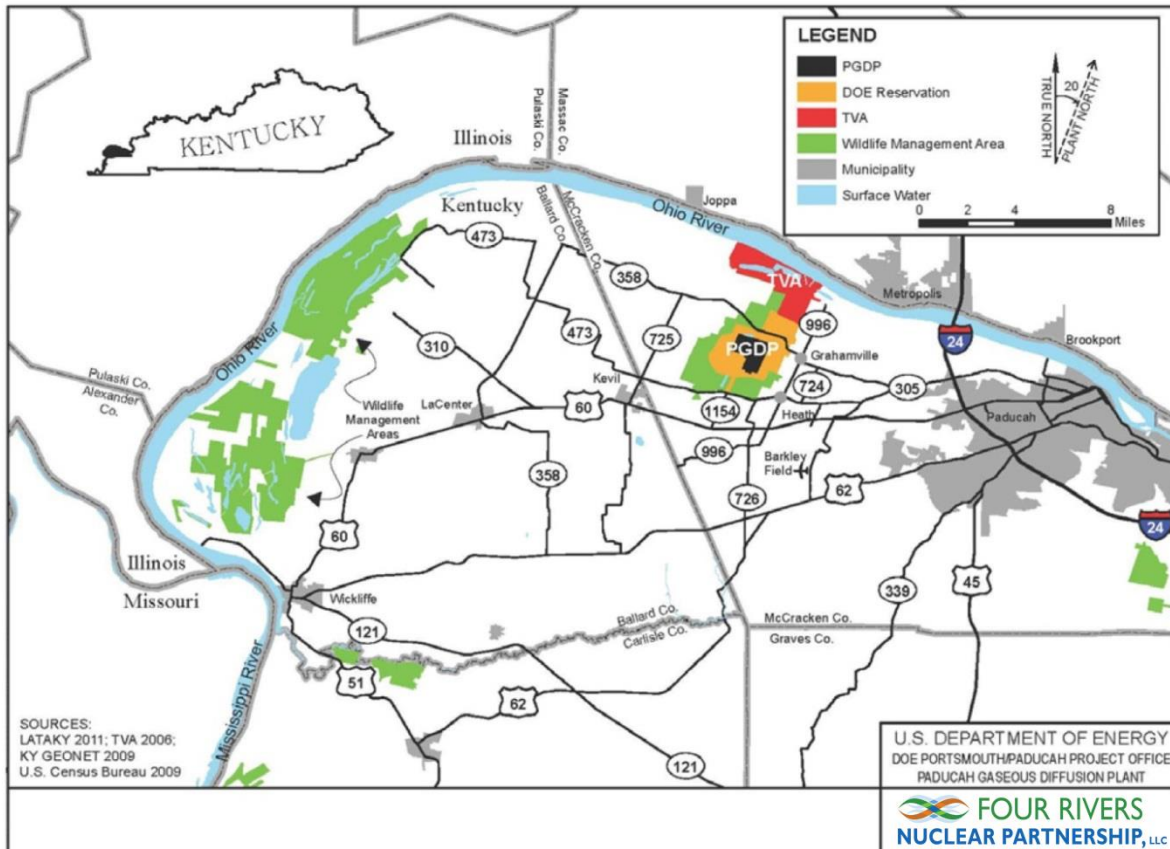 LEGEND
PGDP
DOE Reservation
TVA
Wildlife Management Area
Municipality
Surface Water
TRUE NORTH
20
PLANT NORTH
0 2 4 8
Miles
KENTUCKY
Illinois
Pulaski Co.
Massac Co.
Kentucky
Ballard Co.
McCracken Co.
Ohio River
Joppa
473
358
TVA
Metropolis
24
Brookport
310
473
725
996
PGDP
Grahamville
Ohio River
Pulaski Co.
Alexander
Co.
Wildlife
Management
Areas
LaCenter
60
Kevil
724
305
1154
Heath
Paducah
996
Barkley
Field
358
726
62
24
60
Illinois
Missouri
Wickliffe
121
Ballard Co.
Carlisle Co.
McCracken Co.
Graves Co.
339
45
51
62
121
Mississippi River
SOURCES:
LATAKY 2011; TVA 2006;
KY GEONET 2009
U.S. Census Bureau 2009
U.S. DEPARTMENT OF ENERGY
DOE PORTSMOUTH/PADUCAH PROJECT OFFICE
PADUCAH GASEOUS DIFFUSION PLANT
FOUR RIVERS
NUCLEAR PARTNERSHIP, LLC